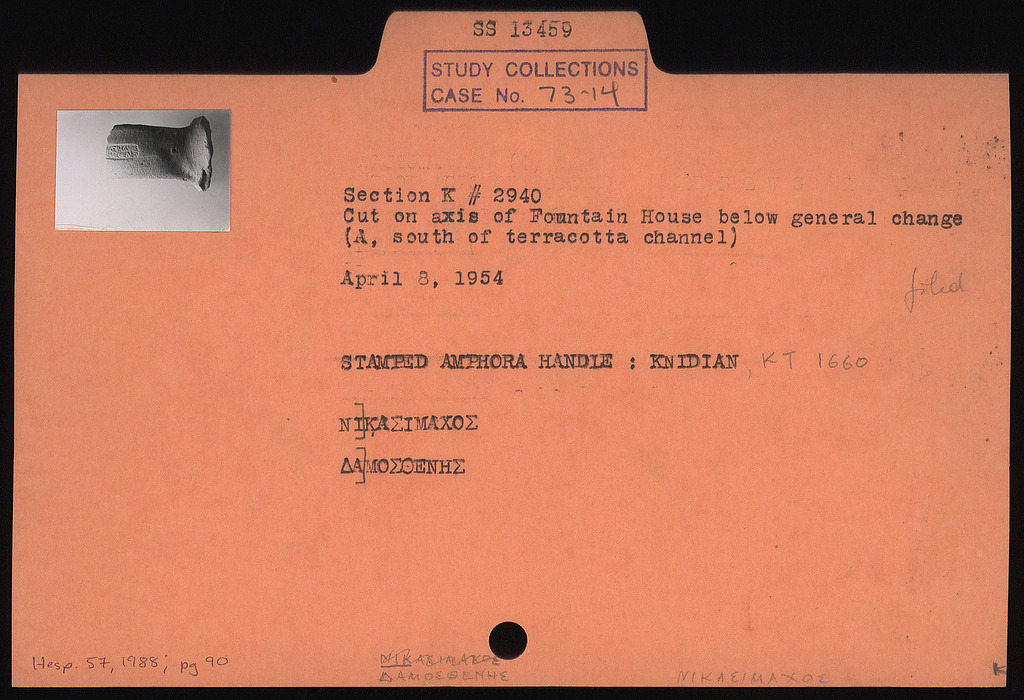 SS 13459
STUDY COLLECTIONS
CASE No. 73-14
Section K # 2940
Cut on axis of Fountain House below general change
(A, south of terracotta channel)
April 8, 1954
filed
STAMPED AMPHORA HANDLE : KNIDIAN, KT 1660
ΝΙ]ΚΑΣΙΜΑΧΟΣ
ΔΑ]ΜΟΣΘΕΝΗΣ
Hesp. 57, 1988; pg 90
ΝΙΚΑΣΙΜΑΧΟΣ
ΔΑΜΟΣΘΕΝΗΣ
ΝΙΚΑΣΙΜΑΧΟΣ
K